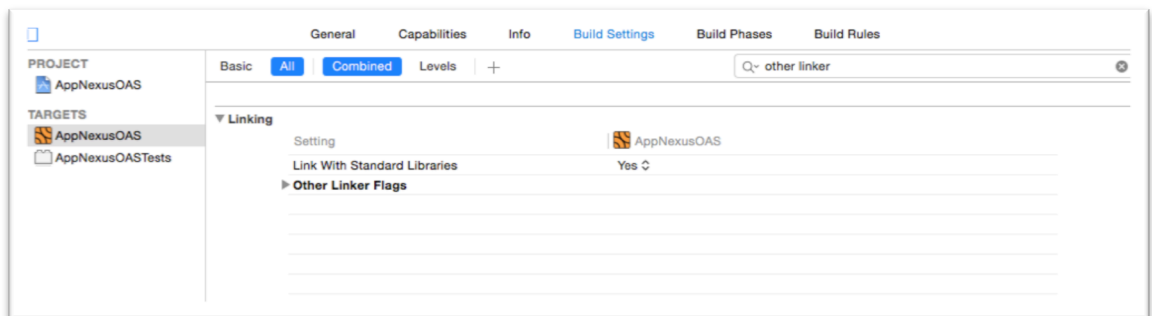 General Capabilities Info Build Settings Build Phases Build Rules
PROJECT
AppNexusOAS
TARGETS
AppNexusOAS
AppNexusOASTests
Basic All Combined Levels + other linker
Linking
Setting AppNexusOAS
Link With Standard Libraries Yes
Other Linker Flags